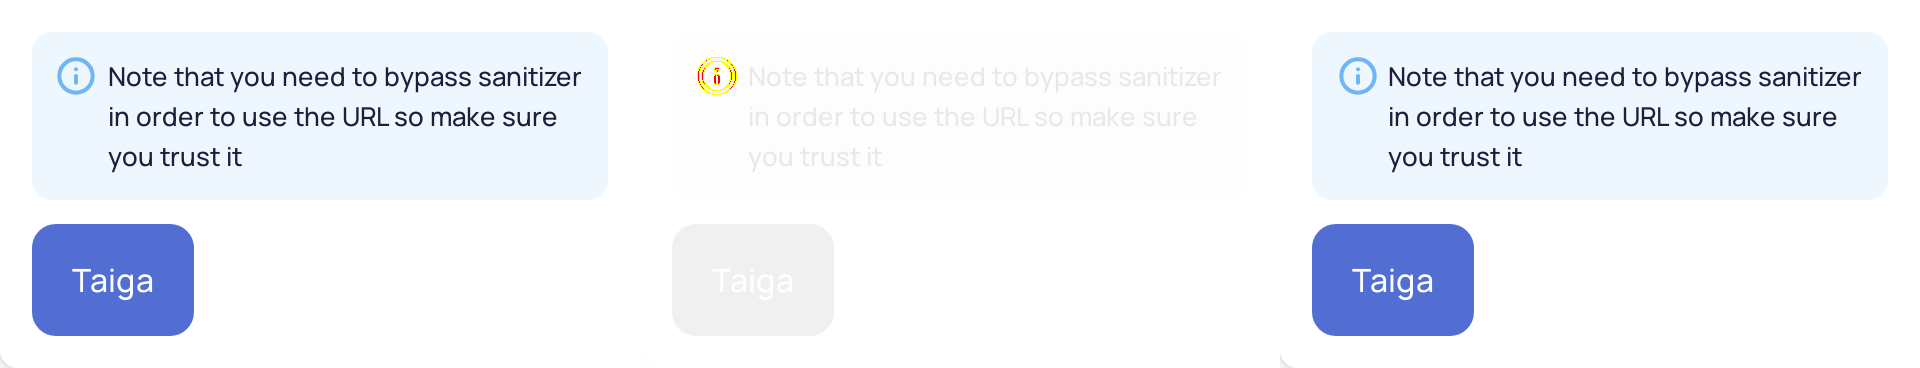 Note that you need to bypass sanitizer
in order to use the URL so make sure
you trust it
Taiga
Note that you need to bypass sanitizer
in order to use the URL so make sure
you trust it
Taiga
Note that you need to bypass sanitizer
in order to use the URL so make sure
you trust it
Taiga